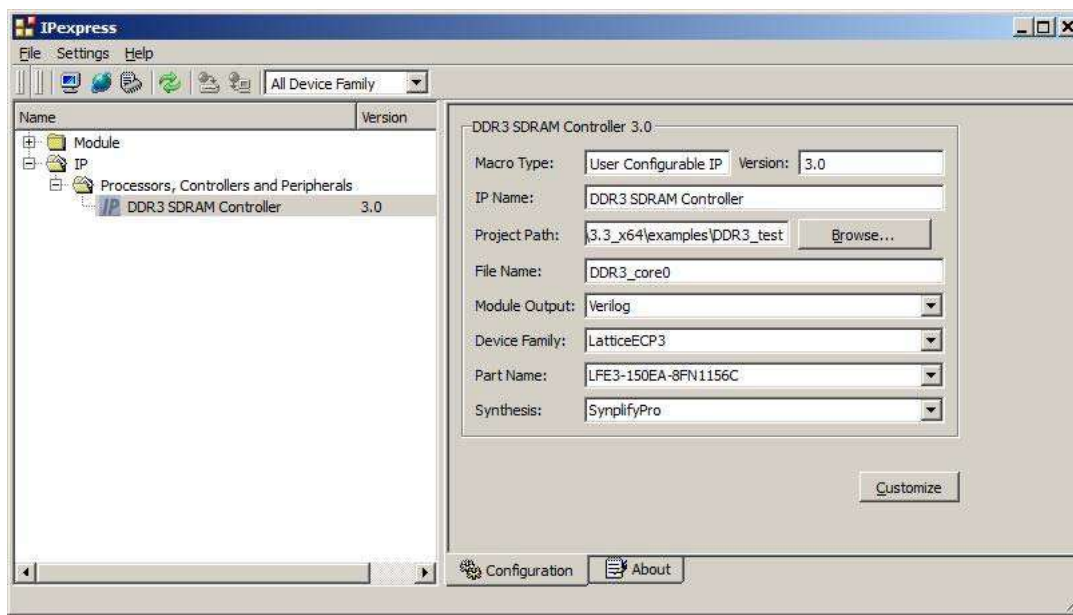 IPexpress
File Settings Help
All Device Family
Name Version
Module
IP
Processors, Controllers and Peripherals
DDR3 SDRAM Controller 3.0
DDR3 SDRAM Controller 3.0
Macro Type: User Configurable IP Version: 3.0
IP Name: DDR3 SDRAM Controller
Project Path: \3.3_x64\examples\DDR3_test Browse...
File Name: DDR3_core0
Module Output: Verilog
Device Family: LatticeECP3
Part Name: LFE3-150EA-8FN1156C
Synthesis: SynplifyPro
Customize
Configuration About